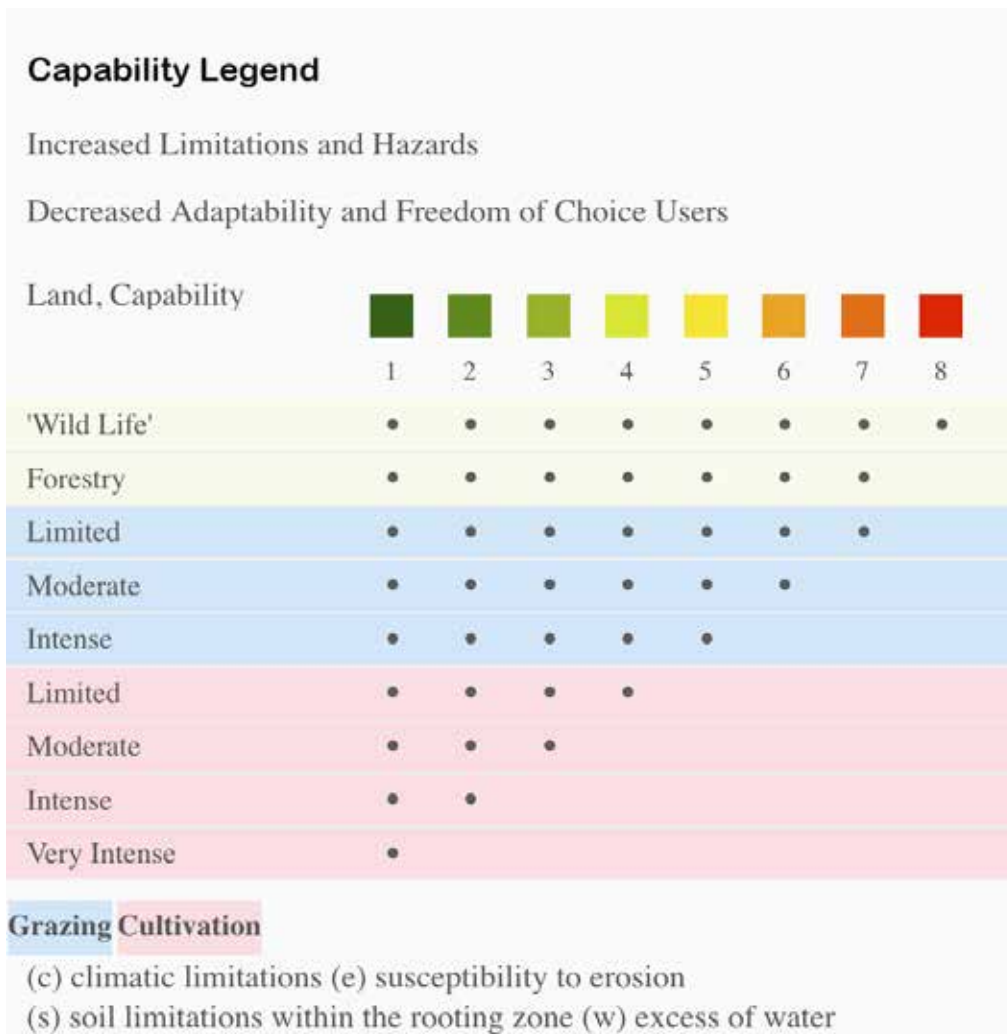 Capability Legend
Increased Limitations and Hazards
Decreased Adaptability and Freedom of Choice Users
Land, Capability
1 2 3 4 5 6 7 8
'Wild Life' • • • • • • • •
Forestry • • • • • • •
Limited • • • • • • •
Moderate • • • • • •
Intense • • • • •
Limited • • • •
Moderate • • •
Intense • •
Very Intense •
Grazing Cultivation
(c) climatic limitations (e) susceptibility to erosion
(s) soil limitations within the rooting zone (w) excess of water